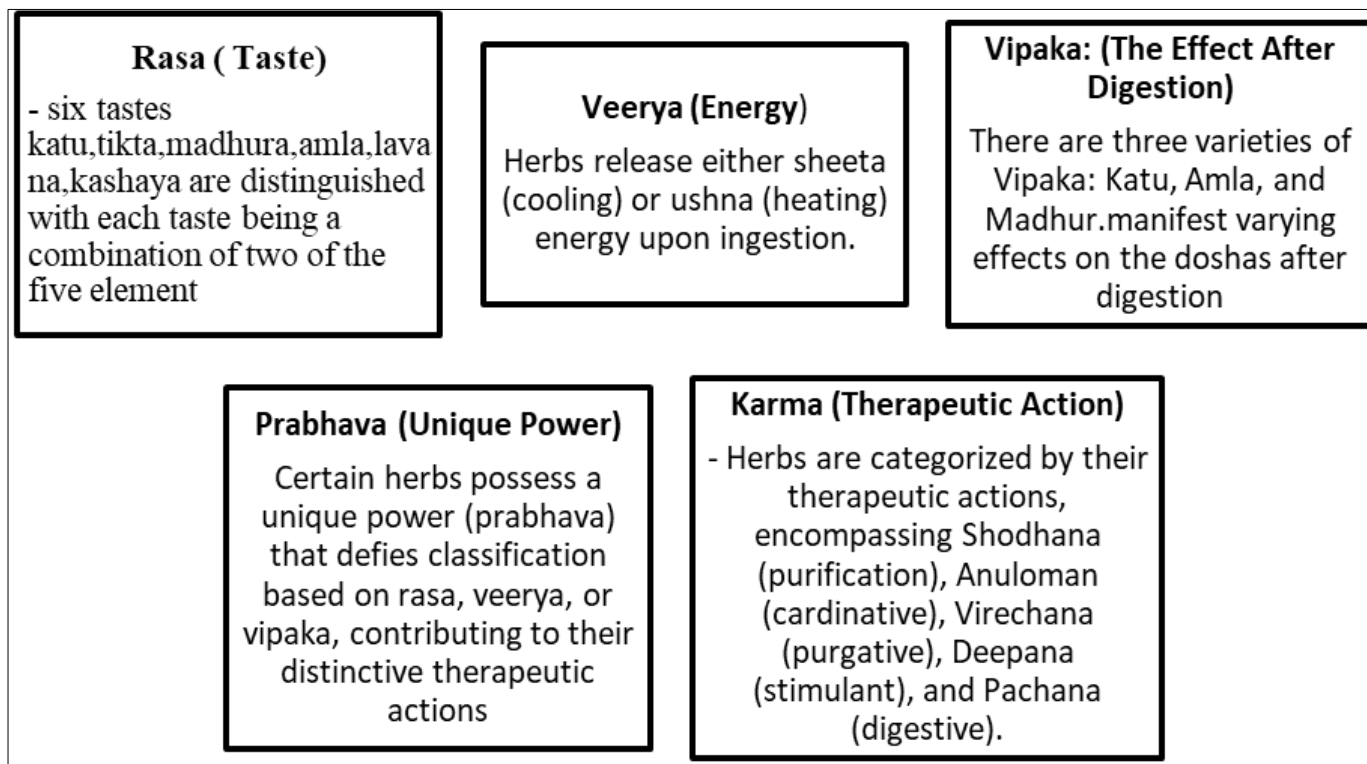 Rasa ( Taste)
- six tastes
katu,tikta,madhura,amla,lava
na,kashaya are distinguished
with each taste being a
combination of two of the
five element
Veerya (Energy)
Herbs release either sheeta
(cooling) or ushna (heating)
energy upon ingestion.
Vipaka: (The Effect After
Digestion)
There are three varieties of
Vipaka: Katu, Amla, and
Madhur.manifest varying
effects on the doshas after
digestion
Prabhava (Unique Power)
Certain herbs possess a
unique power (prabhava)
that defies classification
based on rasa, veerya, or
vipaka, contributing to their
distinctive therapeutic
actions
Karma (Therapeutic Action)
- Herbs are categorized by their
therapeutic actions,
encompassing Shodhana
(purification), Anuloman
(cardinative), Virechana
(purgative), Deepana
(stimulant), and Pachana
(digestive).